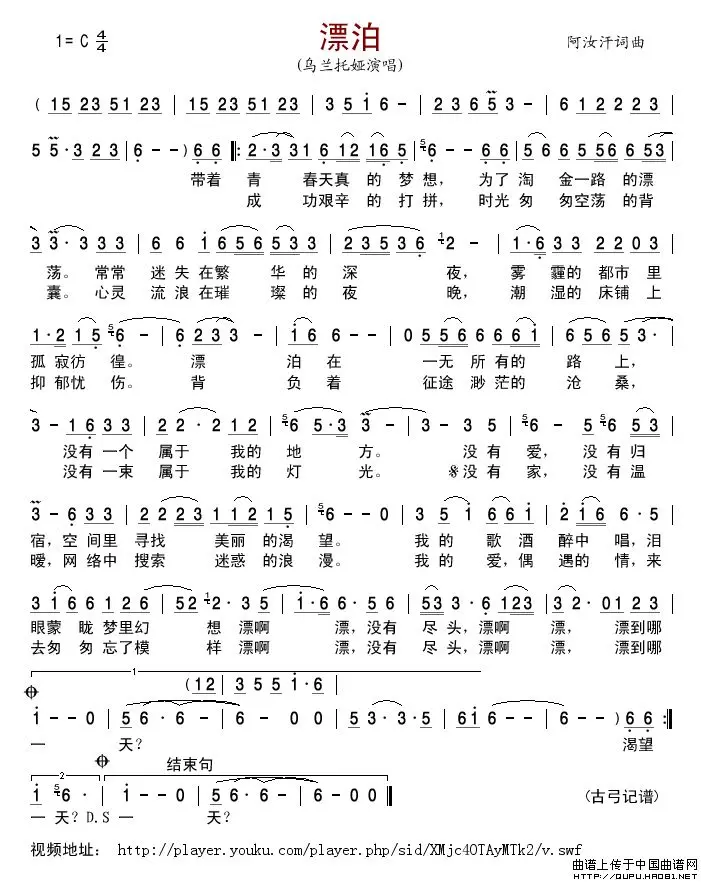 漂泊
1= C 4/4
阿汝汗词曲
(乌兰托娅演唱)
( 15 23 51 23 | 15 23 51 23 | 3 5 i 6 - | 2 3 6 5 3 - | 6 1 2 2 2 3
5 5 · 3 2 3 | 6 - - ) 6 6 |: 2 · 3 3 3 1 6 1 2 1 6 5 | 6 - - 6 6 | 5 6 6 5 5 6 6 5 3
带着 青 春天真 的 梦 想, 为了 淘 金一路 的漂
成 功艰辛 的 打 拼, 时光 匆 匆空荡 的背
3 3 · 3 3 3 | 6 6 i 6 5 6 5 3 3 | 2 3 5 3 6 2 - | 1 · 6 3 3 2 2 0 3
荡。 常常 迷 失 在繁 华 的 深 夜, 雾 霾的 都市 里
囊。 心灵 流 浪 在璀 璨 的 夜 晚, 潮 湿的 床铺 上
1 · 2 1 5 6 - | 6 2 3 3 - | i 6 6 - - | 0 5 5 6 6 6 6 i | 6 5 6 5 3 ·
孤 寂彷 徨。 漂 泊 在 一无 所 有的 路 上,
抑 郁忧 伤。 背 负 着 征途 渺 茫的 沧 桑,
3 - 1 6 3 3 | 2 2 · 2 1 2 | 6 5 · 3 3 - | 3 - 3 5 | 6 - 5 6 5 3
没有 一个 属于 我的 地 方。 没 有 爱, 没 有 归
没有 一束 属于 我的 灯 光。 没 有 家, 没 有 温
3 - 6 3 3 | 2 2 2 3 1 1 2 1 5 | 6 - - 0 | 3 5 i 6 6 i | 2 i 6 6 · 5
宿, 空 间里 寻找 美丽 的渴 望。 我 的 歌 酒 醉中 唱, 泪
暧, 网 络中 搜索 迷惑 的浪 漫。 我 的 爱, 偶 遇的 情, 来
3 i 6 6 1 2 6 | 5 2 2 · 3 5 | i · 6 6 · 5 6 | 5 3 3 · 6 1 2 3 | 3 2 · 0 1 2 3
眼蒙 眬 梦里幻 想 漂啊 漂, 没有 尽 头, 漂啊 漂, 漂到哪
去匆 匆 忘了模 样 漂啊 漂, 没有 尽 头, 漂啊 漂, 漂到哪
1
( 1 2 | 3 5 5 i · 6 |
i - - 0 | 5 6 · 6 - | 6 - 0 0 | 5 3 · 3 · 5 | 6 i 6 - - | 6 - - ) 6 6 :|
一 天? 渴望
2 结束句
i 6 · | i - - 0 | 5 6 · 6 · | 6 - - 0 ‖
(古弓记谱)
一 天? D.S 一 天?
视频地址: http://player.youku.com/player.php/sid/XMjc4OTAyMTk2/v.swf
曲谱上传于中国曲谱网
HTTP://QUPU.HAO81.NET